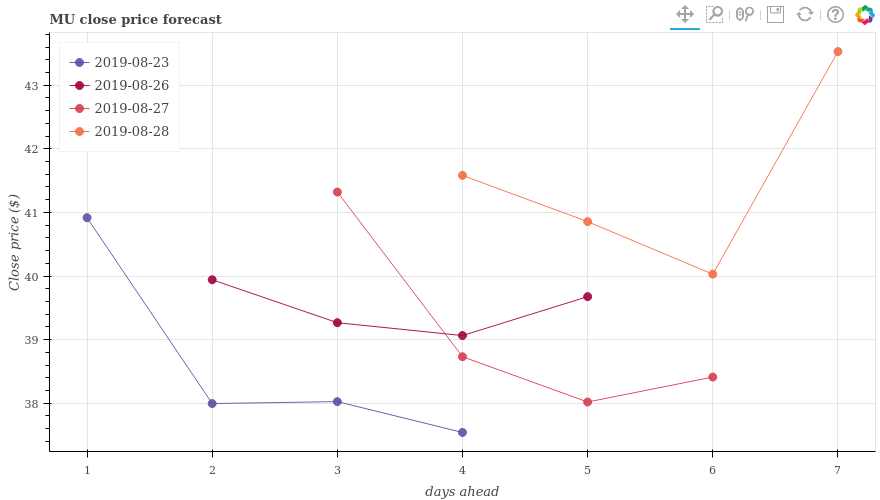 MU close price forecast
2019-08-23
2019-08-26
2019-08-27
2019-08-28
43
42
41
40
39
38
Close price ($)
1 2 3 4 5 6 7
days ahead